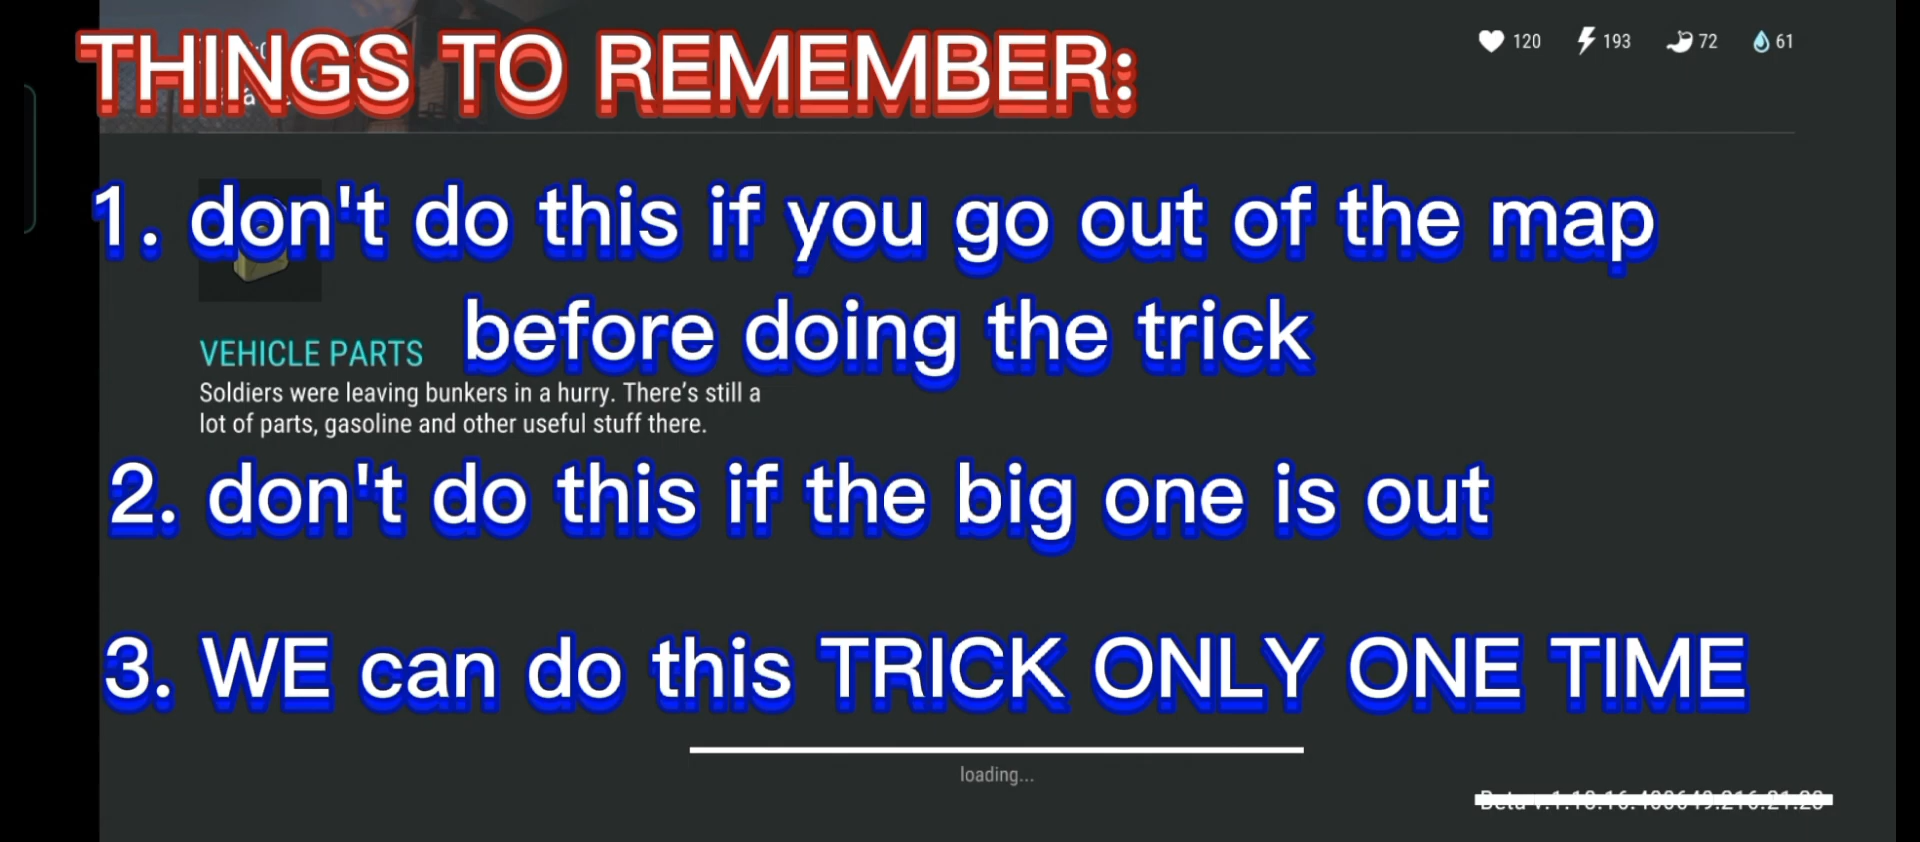 THINGS TO REMEMBER:
120 193 72 61
1. don't do this if you go out of the map
before doing the trick
VEHICLE PARTS
Soldiers were leaving bunkers in a hurry. There's still a
lot of parts, gasoline and other useful stuff there.
2. don't do this if the big one is out
3. WE can do this TRICK ONLY ONE TIME
loading...